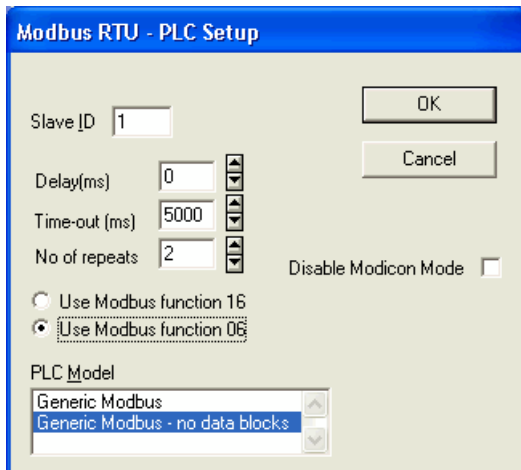 Modbus RTU - PLC Setup
OK
Slave ID 1
Cancel
Delay(ms) 0
Time-out (ms) 5000
No of repeats 2
Disable Modicon Mode
Use Modbus function 16
Use Modbus function 06
PLC Model
Generic Modbus
Generic Modbus - no data blocks